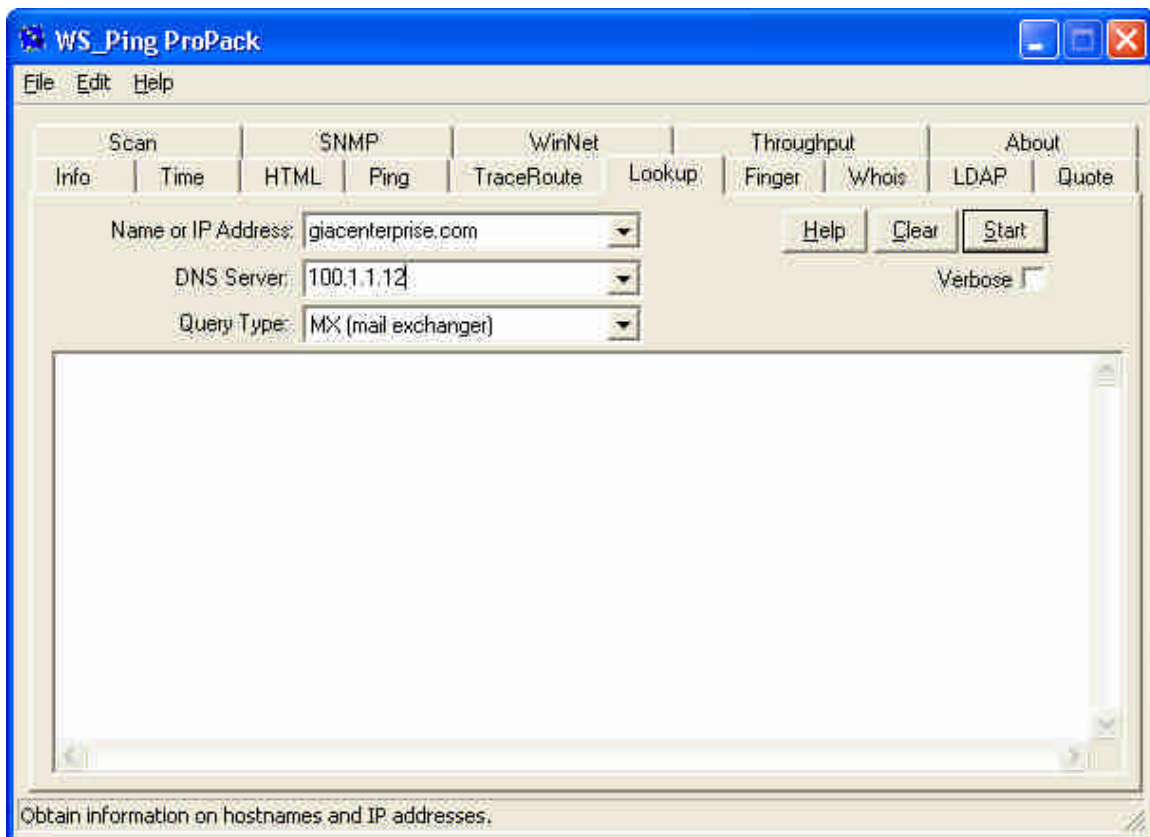 WS_Ping ProPack
File Edit Help
Scan SNMP WinNet Throughput About
Info Time HTML Ping TraceRoute Lookup Finger Whois LDAP Quote
Name or IP Address: giacenterprise.com Help Clear Start
DNS Server: 100.1.1.12 Verbose
Query Type: MX (mail exchanger)
Obtain information on hostnames and IP addresses.